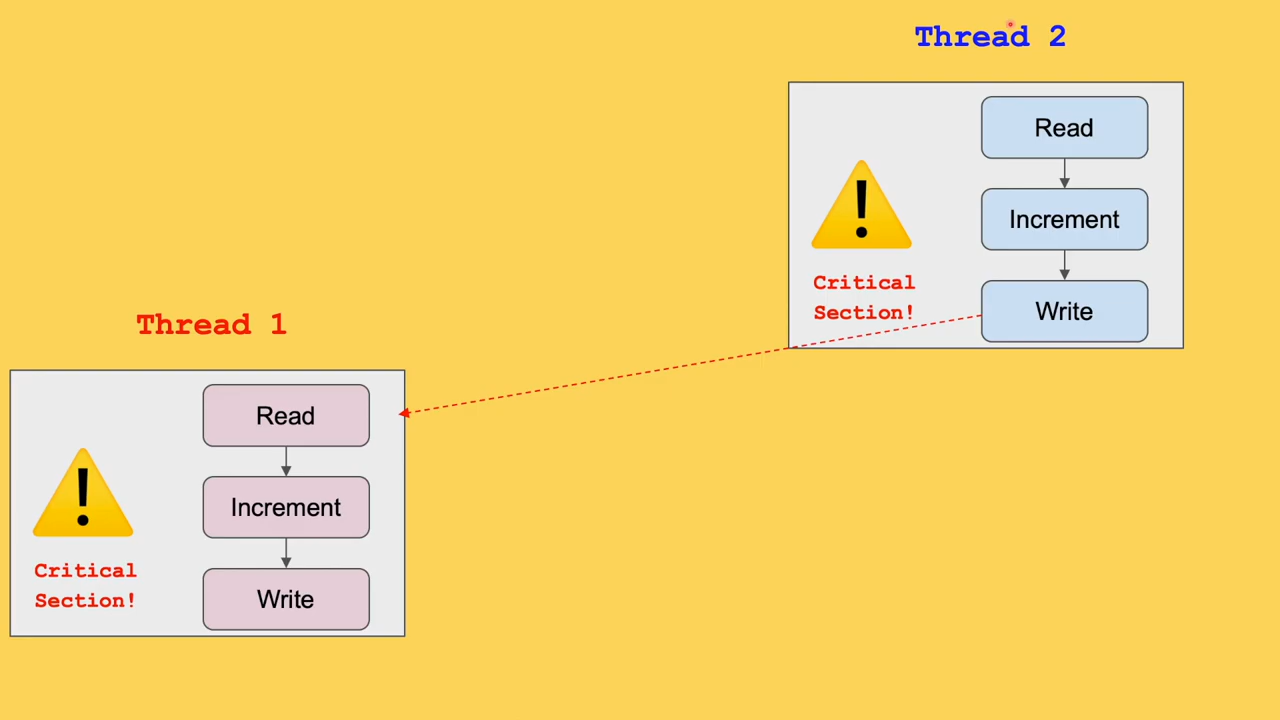 Thread 2
Read
Increment
Critical
Section!
Write
Thread 1
Read
Increment
Critical
Section!
Write